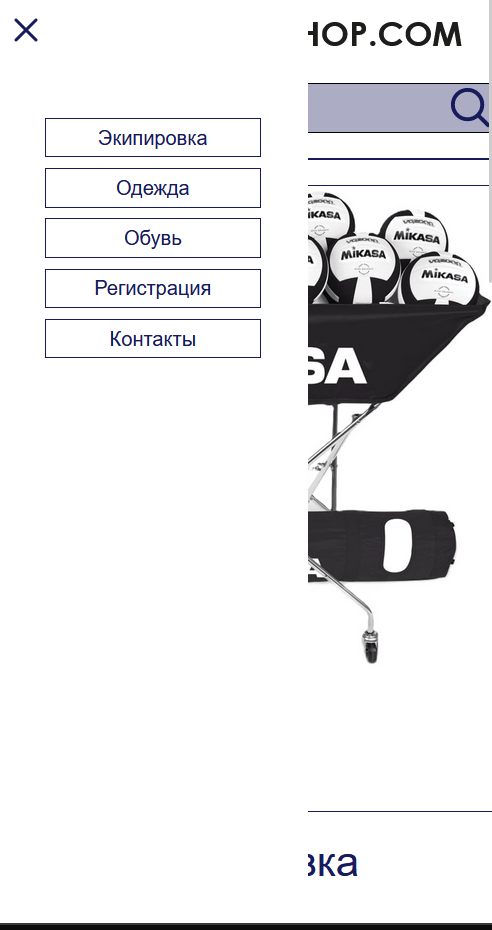 HOP.COM
Экипировка
Одежда
Обувь
Регистрация
Контакты
MIKASA
MIKASA
MIKASA
MIKASA
SA
вка